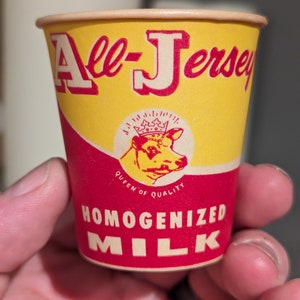 All-Jersey
QUEEN OF QUALITY
HOMOGENIZED
MILK